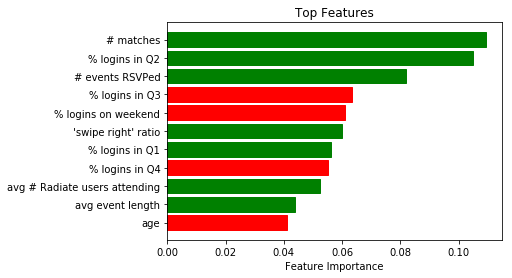 Top Features
# matches
% logins in Q2
# events RSVPed
% logins in Q3
% logins on weekend
'swipe right' ratio
% logins in Q1
% logins in Q4
avg # Radiate users attending
avg event length
age
0.00 0.02 0.04 0.06 0.08 0.10
Feature Importance